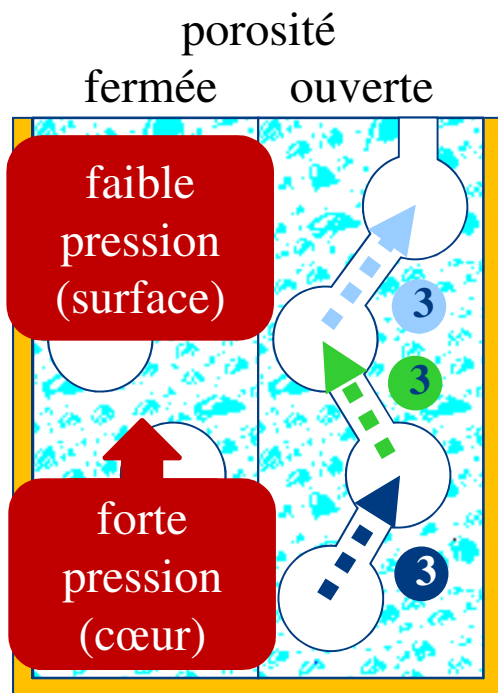 porosité
fermée ouverte
faible
pression
(surface)
3
3
forte
pression
(cœur)
3